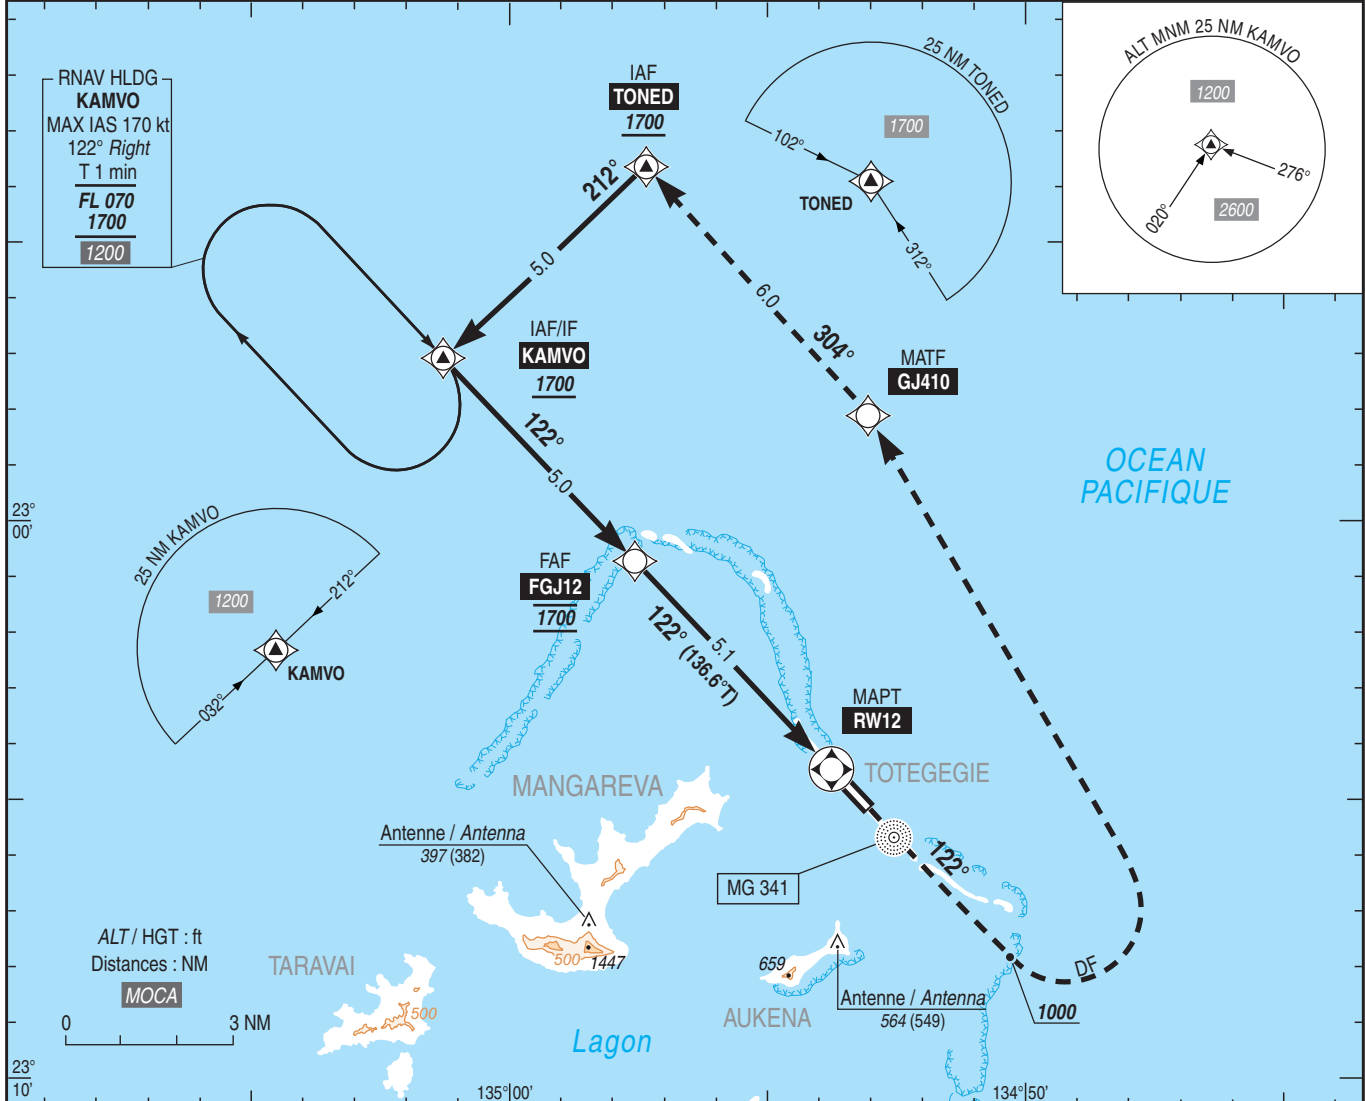 RNAV HLDG
KAMVO
MAX IAS 170 kt
122° Right
T 1 min
FL 070
1700
1200
IAF
TONED
1700
212°
5.0
25 NM TONED
1700
102°
TONED
312°
ALT MNM 25 NM KAMVO
1200
276°
020°
2600
6.0
304°
IAF/IF
KAMVO
1700
MATF
GJ410
122°
5.0
OCEAN
PACIFIQUE
23°
00'
25 NM KAMVO
1200
212°
KAMVO
032°
FAF
FGJ12
1700
122° (136.6°T)
5.1
MAPT
RW12
TOTEGEGIE
MANGAREVA
Antenne / Antenna
397 (382)
MG 341
122°
ALT / HGT : ft
Distances : NM
MOCA
0 3 NM
TARAVAI
500
500
1447
659
AUKENA
Antenne / Antenna
564 (549)
DF
1000
Lagon
23°
10'
135°00'
134°50'